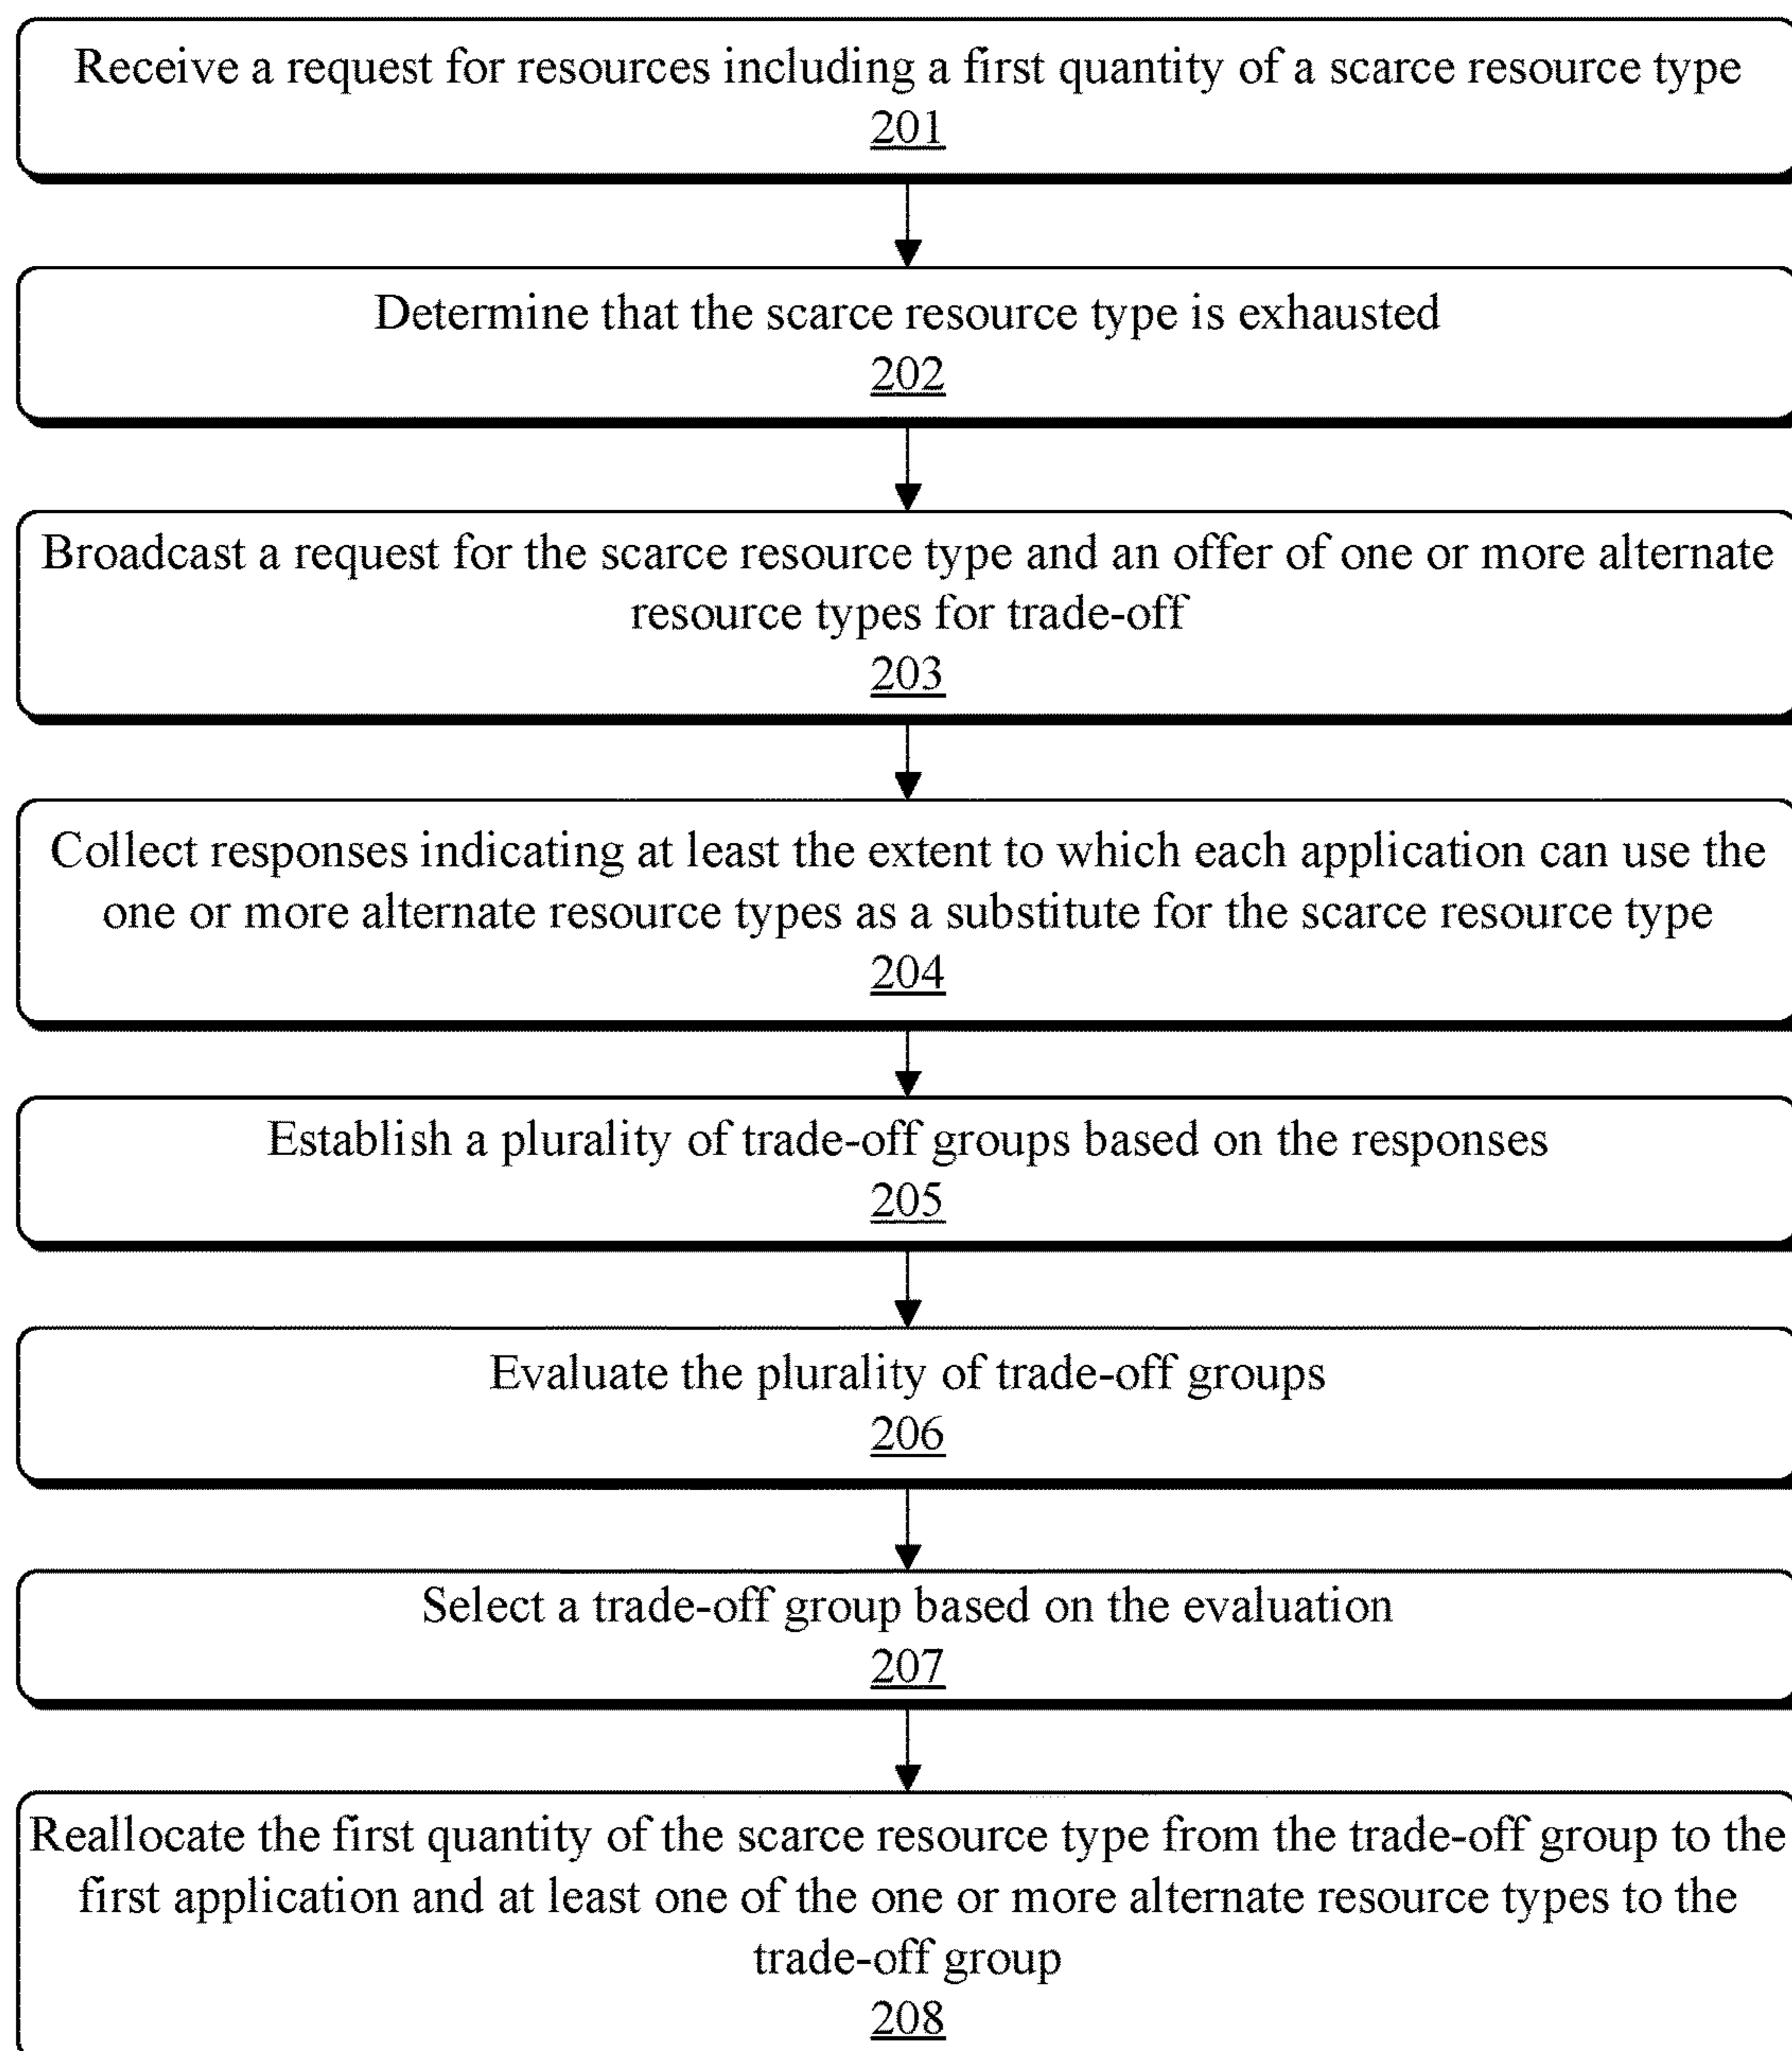 Receive a request for resources including a first quantity of a scarce resource type
201
Determine that the scarce resource type is exhausted
202
Broadcast a request for the scarce resource type and an offer of one or more alternate
resource types for trade-off
203
Collect responses indicating at least the extent to which each application can use the
one or more alternate resource types as a substitute for the scarce resource type
204
Establish a plurality of trade-off groups based on the responses
205
Evaluate the plurality of trade-off groups
206
Select a trade-off group based on the evaluation
207
Reallocate the first quantity of the scarce resource type from the trade-off group to the
first application and at least one of the one or more alternate resource types to the
trade-off group
208